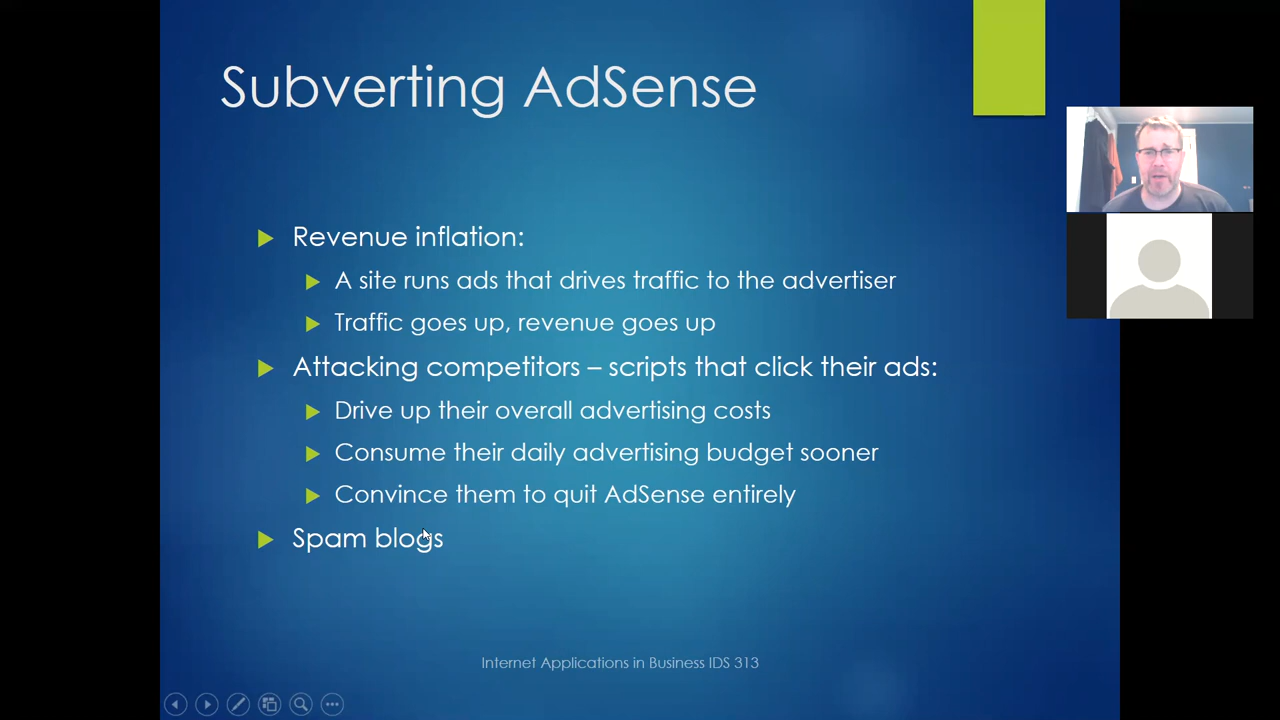 Subverting AdSense
Revenue inflation:
A site runs ads that drives traffic to the advertiser
Traffic goes up, revenue goes up
Attacking competitors – scripts that click their ads:
Drive up their overall advertising costs
Consume their daily advertising budget sooner
Convince them to quit AdSense entirely
Spam blogs
Internet Applications in Business IDS 313